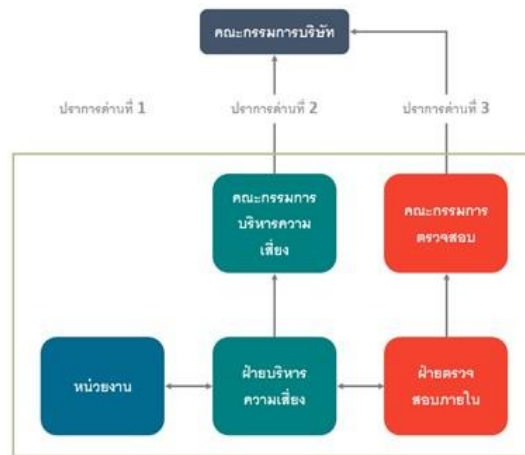 คณะกรรมการบริษัท
ปราการด่านที่ 1
ปราการด่านที่ 2
ปราการด่านที่ 3
คณะกรรมการ
บริหารความ
เสี่ยง
คณะกรรมการ
ตรวจสอบ
หน่วยงาน
ฝ่ายบริหาร
ความเสี่ยง
ฝ่ายตรวจ
สอบภายใน